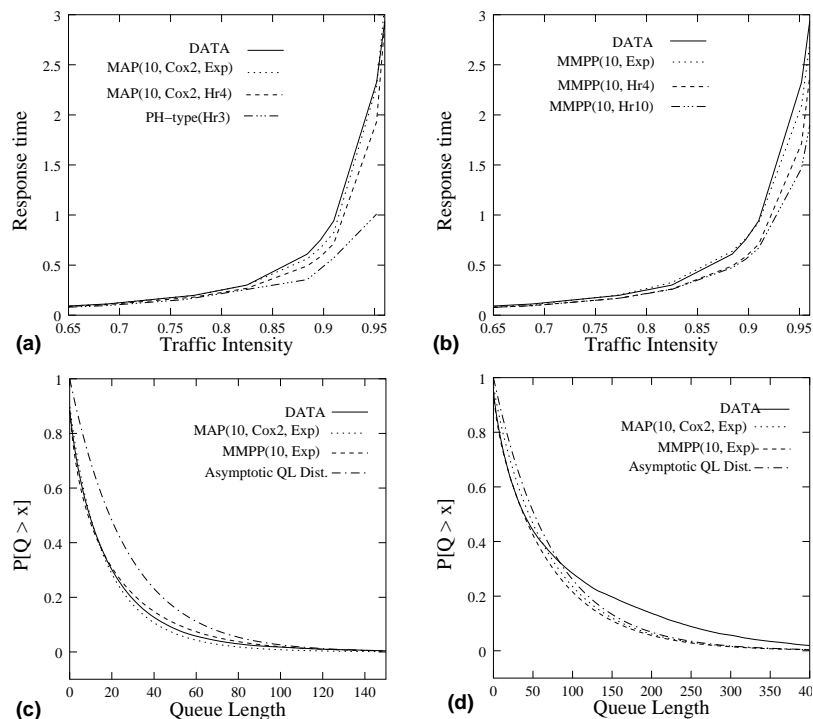 3
2.5
2
1.5
1
0.5
0
Response time
DATA
MAP(10, Cox2, Exp)
MAP(10, Cox2, Hr4)
PH−type(Hr3)
0.65 0.7 0.75 0.8 0.85 0.9 0.95
(a) Traffic Intensity
3
2.5
2
1.5
1
0.5
0
Response time
DATA
MMPP(10, Exp)
MMPP(10, Hr4)
MMPP(10, Hr10)
0.65 0.7 0.75 0.8 0.85 0.9 0.95
(b) Traffic Intensity
1
0.8
0.6
0.4
0.2
0
P[Q > x]
DATA
MAP(10, Cox2, Exp)
MMPP(10, Exp)
Asymptotic QL Dist.
0 20 40 60 80 100 120 140
(c) Queue Length
1
0.8
0.6
0.4
0.2
0
P[Q > x]
DATA
MAP(10, Cox2, Exp)
MMPP(10, Exp)
Asymptotic QL Dist.
0 50 100 150 200 250 300 350 400
(d) Queue Length